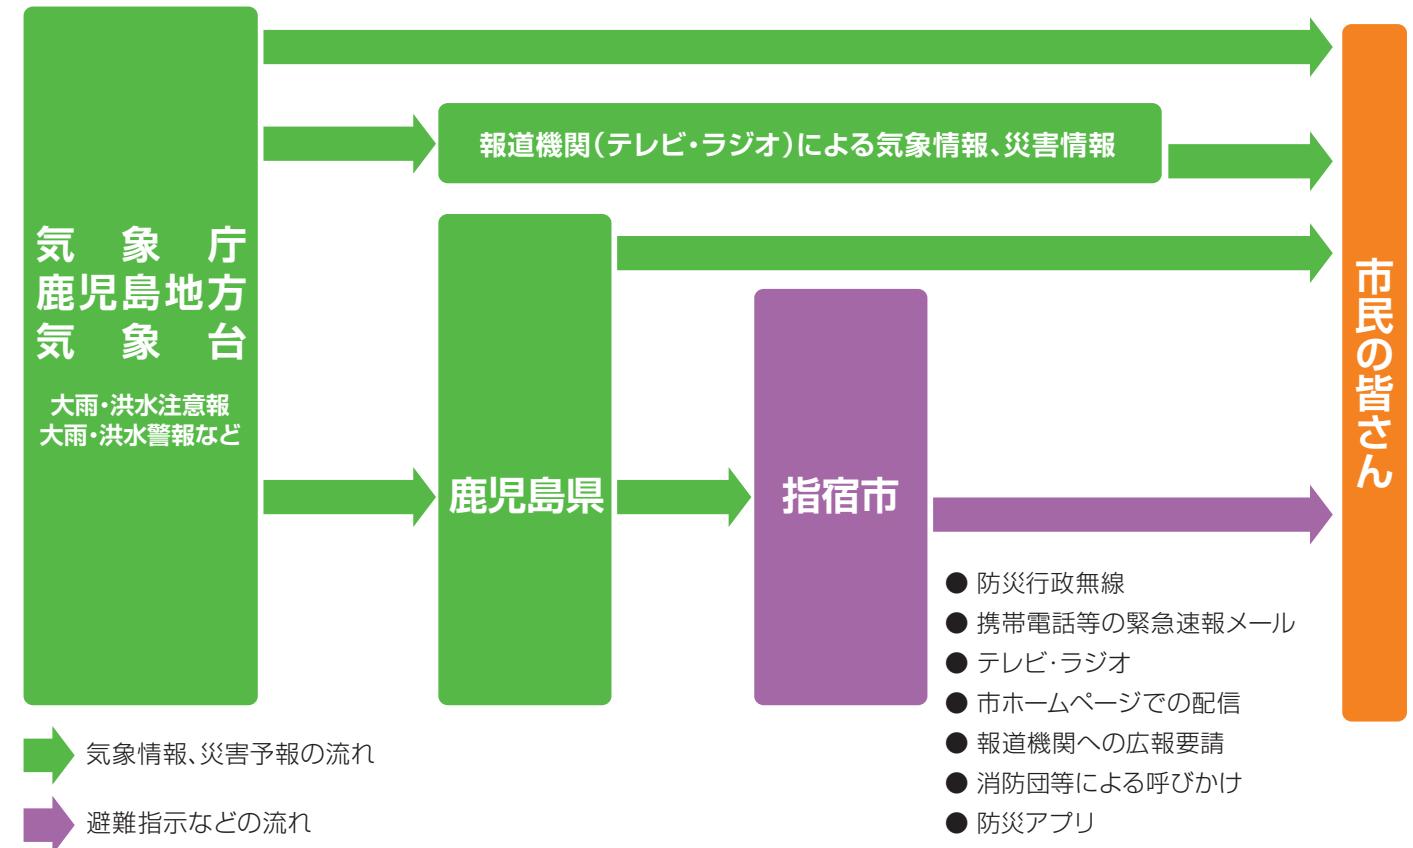 気象庁
鹿児島地方
気象台
大雨・洪水注意報
大雨・洪水警報など
報道機関(テレビ・ラジオ)による気象情報、災害情報
鹿児島県
指宿市
市民の皆さん
● 防災行政無線
● 携帯電話等の緊急速報メール
● テレビ・ラジオ
● 市ホームページでの配信
● 報道機関への広報要請
● 消防団等による呼びかけ
● 防災アプリ
気象情報、災害予報の流れ
避難指示などの流れ